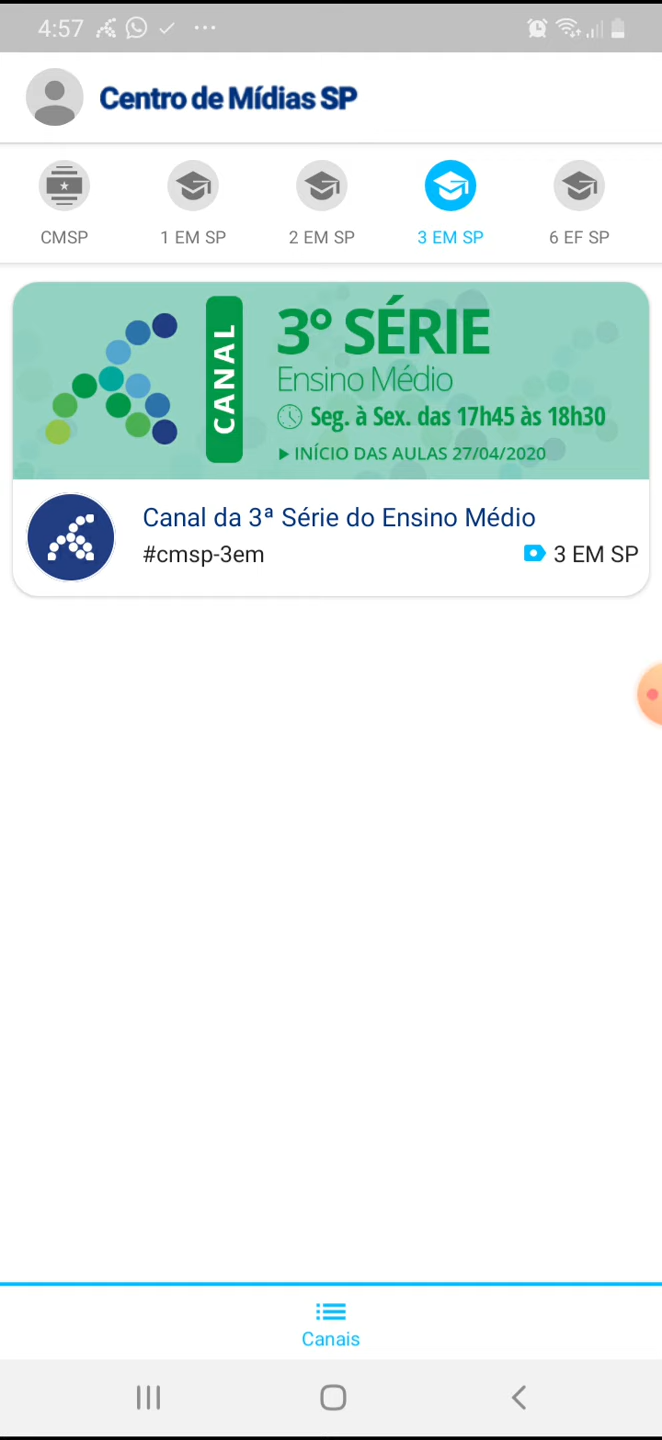 4:57
Centro de Mídias SP
CMSP
1 EM SP
2 EM SP
3 EM SP
6 EF SP
CANAL
3º SÉRIE
Ensino Médio
Seg. à Sex. das 17h45 às 18h30
INÍCIO DAS AULAS 27/04/2020
Canal da 3ª Série do Ensino Médio
#cmsp-3em
3 EM SP
Canais